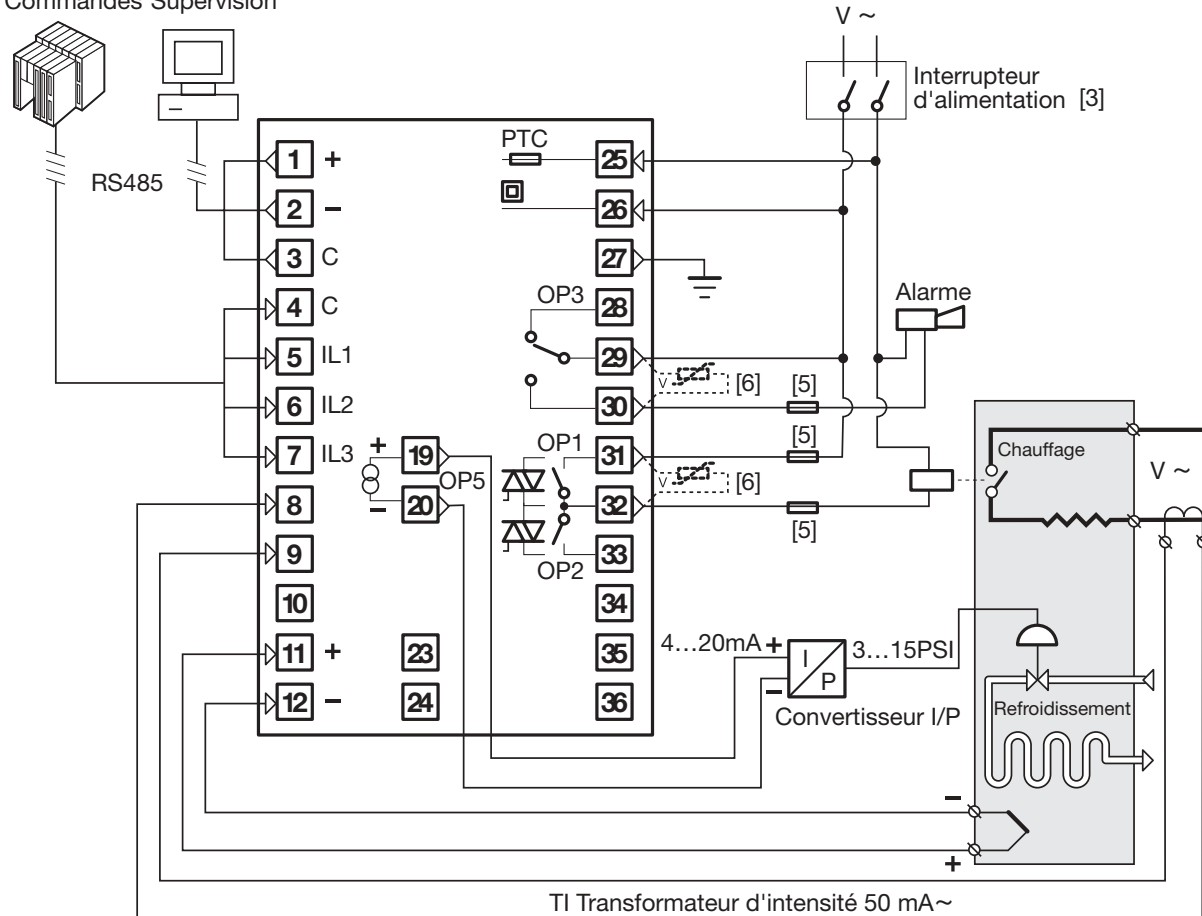 Commandes Supervision
V ~
Interrupteur
d'alimentation [3]
RS485
PTC
1 +
2 −
3 C
4 C
5 IL1
6 IL2
7 IL3
8
9
10
11 +
12 −
+ 19
− 20
OP5
23
24
25
26
27
OP3 28
29
30
OP1 31
32
33
OP2
34
35
36
Alarme
V [6]
[5]
[5]
V [6]
[5]
Chauffage
V ~
4...20mA +
−
I/P
3...15PSI
Convertisseur I/P
Refroidissement
−
+
TI Transformateur d'intensité 50 mA~